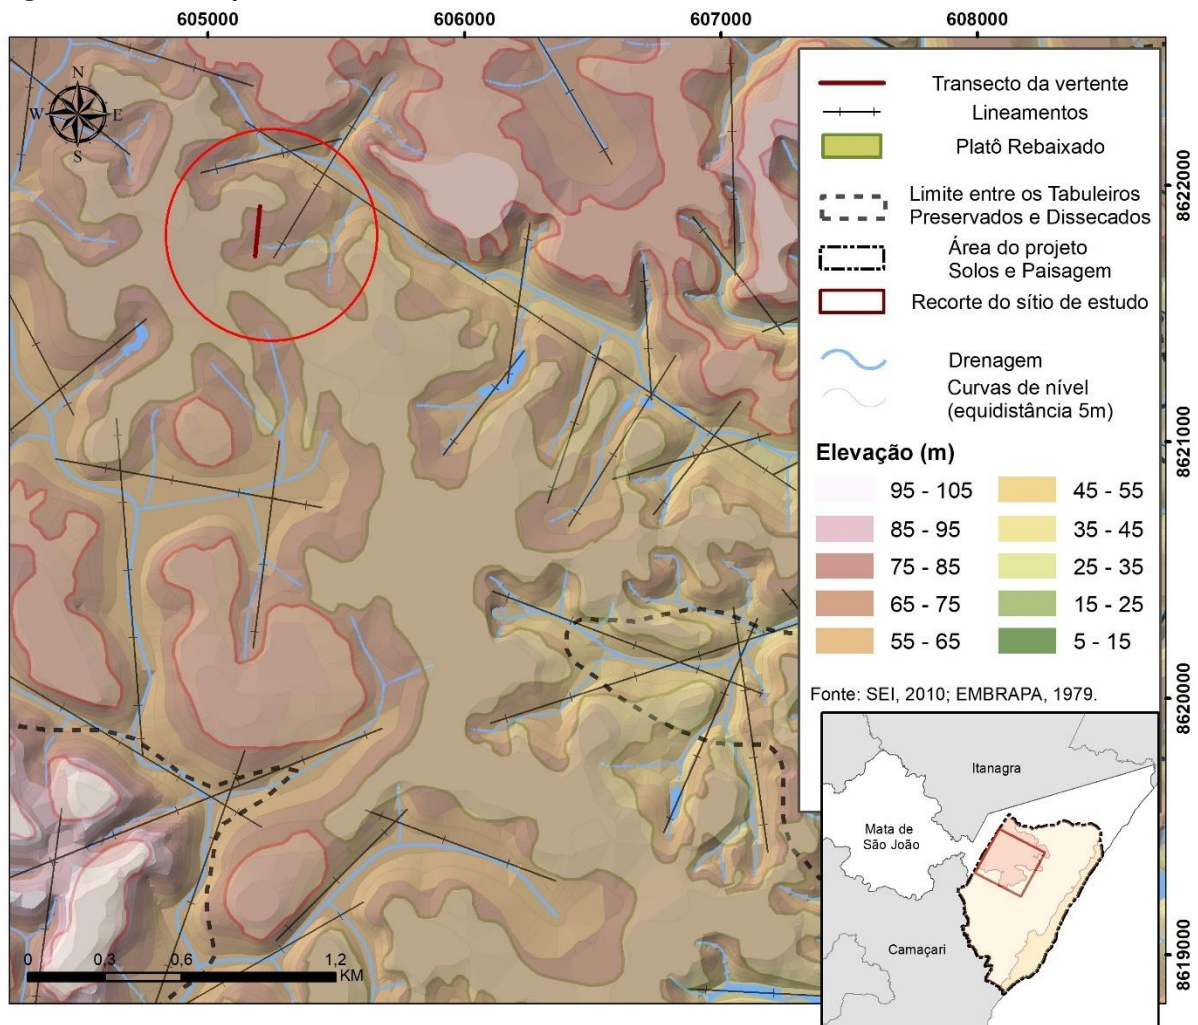 605000
606000
607000
608000
N
W
E
S
Transecto da vertente
Lineamentos
Platô Rebaixado
Limite entre os Tabuleiros
Preservados e Dissecados
Área do projeto
Solos e Paisagem
Recorte do sítio de estudo
Drenagem
Curvas de nível
(equidistância 5m)
Elevação (m)
95 - 105
45 - 55
85 - 95
35 - 45
75 - 85
25 - 35
65 - 75
15 - 25
55 - 65
5 - 15
Fonte: SEI, 2010; EMBRAPA, 1979.
Itanagra
Mata de
São João
Camaçari
8622000
8621000
8620000
8619000
0
0,3
0,6
1,2
KM